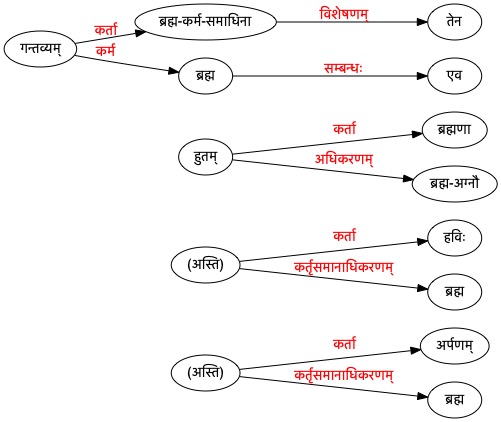 कर्ता
ब्रह्म-कर्म-समाधिना
विशेषणम्
तेन
गन्तव्यम्
कर्म
ब्रह्म
सम्बन्धः
एव
हुतम्
कर्ता
ब्रह्मणा
अधिकरणम्
ब्रह्म-अग्नौ
(अस्ति)
कर्ता
हविः
कर्तृसमानाधिकरणम्
ब्रह्म
(अस्ति)
कर्ता
अर्पणम्
कर्तृसमानाधिकरणम्
ब्रह्म